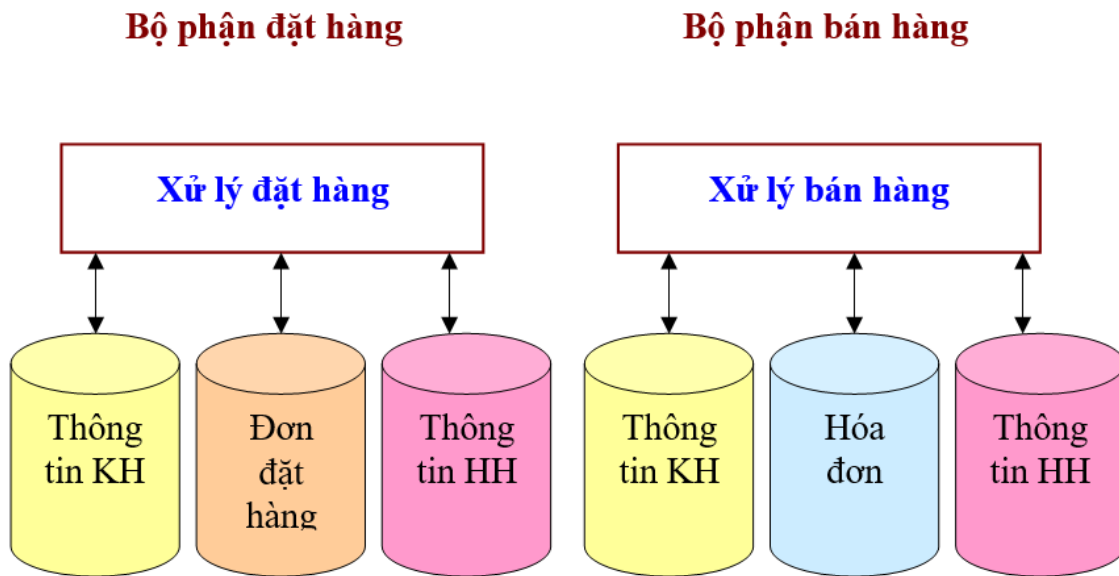 Bộ phận đặt hàng
Bộ phận bán hàng
Xử lý đặt hàng
Xử lý bán hàng
Thông
tin KH
Đơn
đặt
hàng
Thông
tin HH
Thông
tin KH
Hóa
đơn
Thông
tin HH